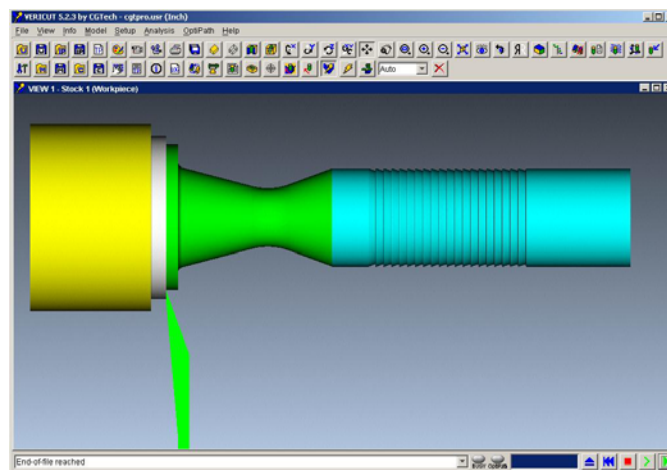 VERICUT 5.2.3 by CGTech - cgtpro.usr (Inch)
File View Info Model Setup Analysis OptiPath Help
Auto
VIEW 1 - Stock 1 (Workpiece)
End-of-file reached